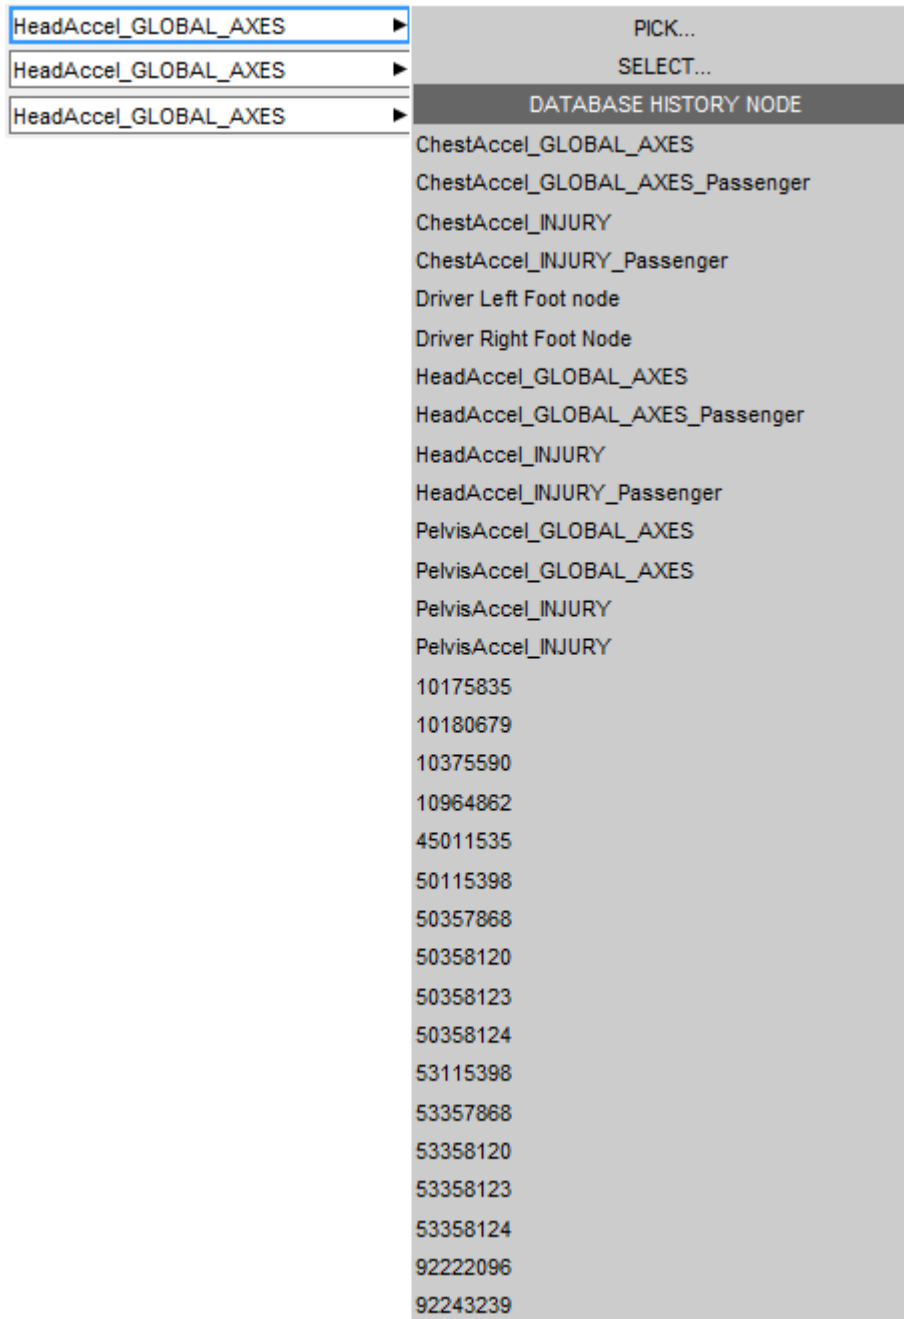 HeadAccel_GLOBAL_AXES
HeadAccel_GLOBAL_AXES
HeadAccel_GLOBAL_AXES
PICK...
SELECT...
DATABASE HISTORY NODE
ChestAccel_GLOBAL_AXES
ChestAccel_GLOBAL_AXES_Passenger
ChestAccel_INJURY
ChestAccel_INJURY_Passenger
Driver Left Foot node
Driver Right Foot Node
HeadAccel_GLOBAL_AXES
HeadAccel_GLOBAL_AXES_Passenger
HeadAccel_INJURY
HeadAccel_INJURY_Passenger
PelvisAccel_GLOBAL_AXES
PelvisAccel_GLOBAL_AXES
PelvisAccel_INJURY
PelvisAccel_INJURY
10175835
10180679
10375590
10964862
45011535
50115398
50357868
50358120
50358123
50358124
53115398
53357868
53358120
53358123
53358124
92222096
92243239